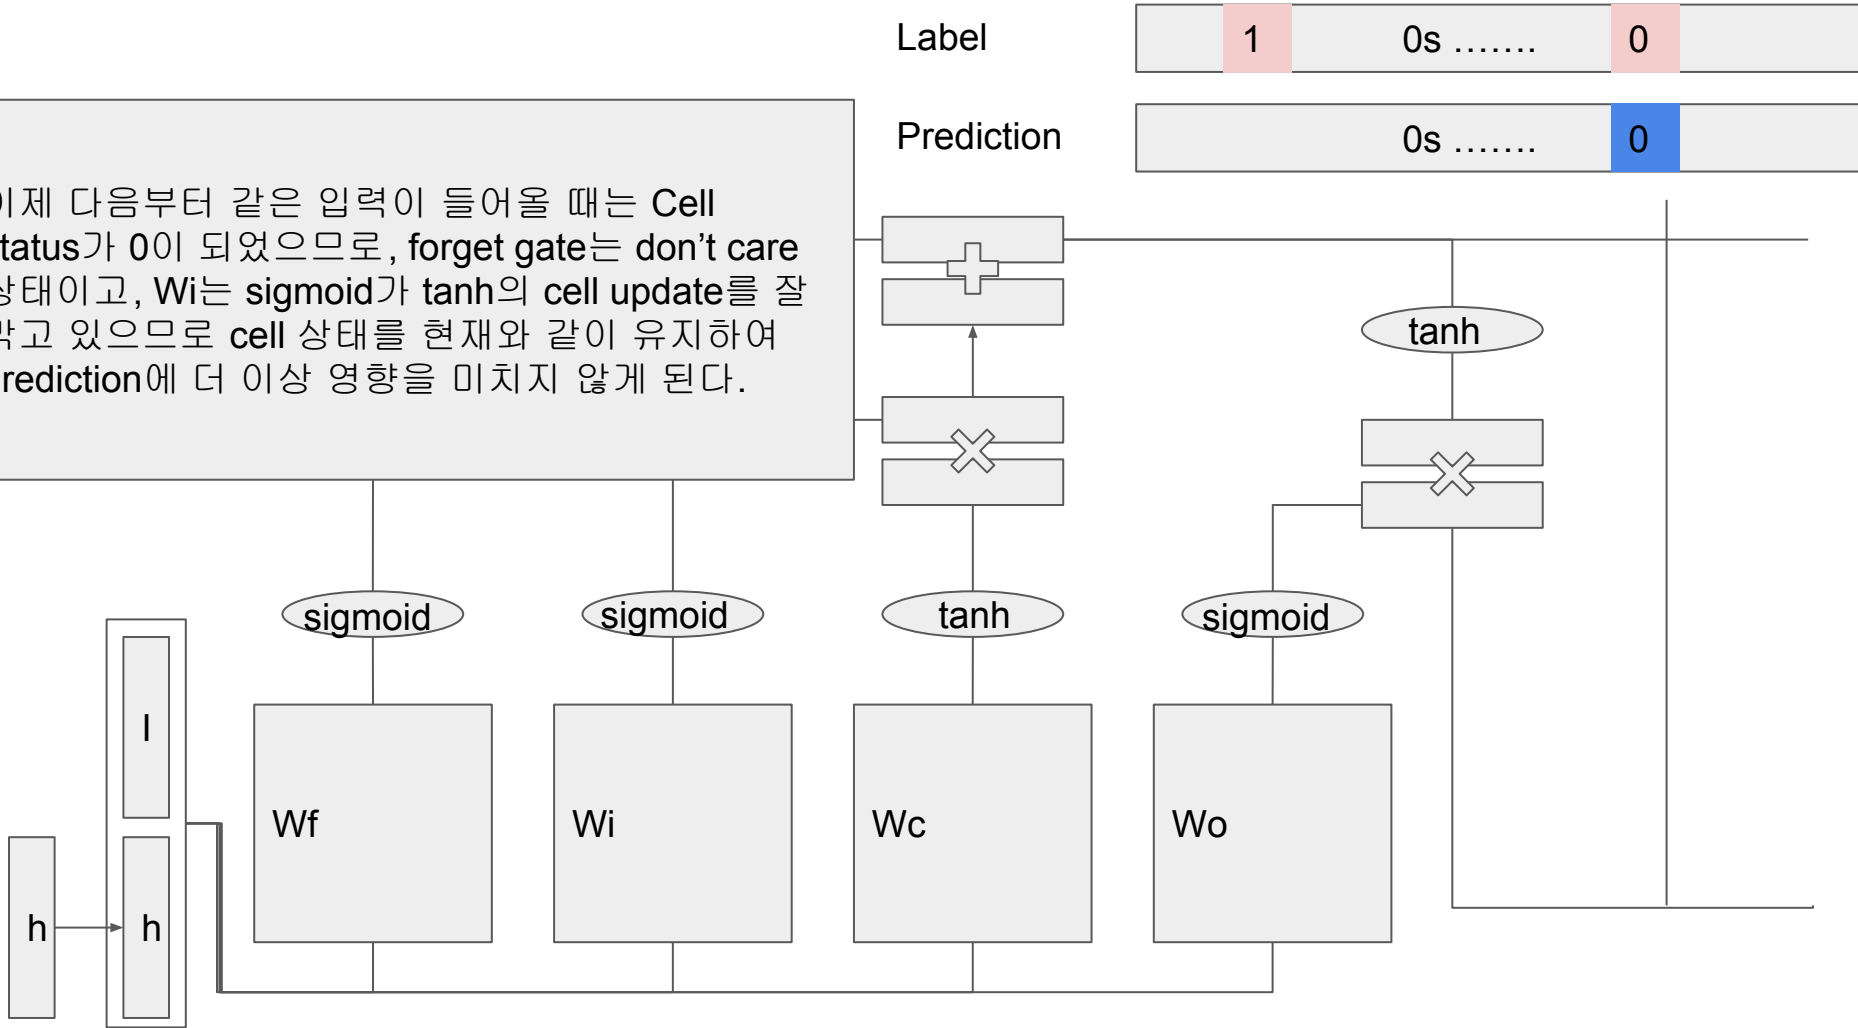 Label
1 0s ....... 0
Prediction
0s ....... 0
이제 다음부터 같은 입력이 들어올 때는 Cell
tatus가 0이 되었으므로, forget gate는 don’t care
상태이고, Wi는 sigmoid가 tanh의 cell update를 잘
막고 있으므로 cell 상태를 현재와 같이 유지하여
rediction에 더 이상 영향을 미치지 않게 된다.
tanh
sigmoid sigmoid tanh sigmoid
I
Wf Wi Wc Wo
h h